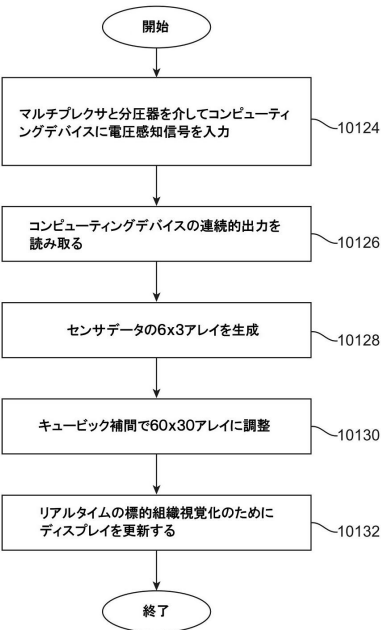 開始
マルチプレクサと分圧器を介してコンピューティ
ングデバイスに電圧感知信号を入力
10124
コンピューティングデバイスの連続的出力を
読み取る
10126
センサデータの6x3アレイを生成
10128
キュービック補間で60x30アレイに調整
10130
リアルタイムの標的組織視覚化のために
ディスプレイを更新する
10132
終了